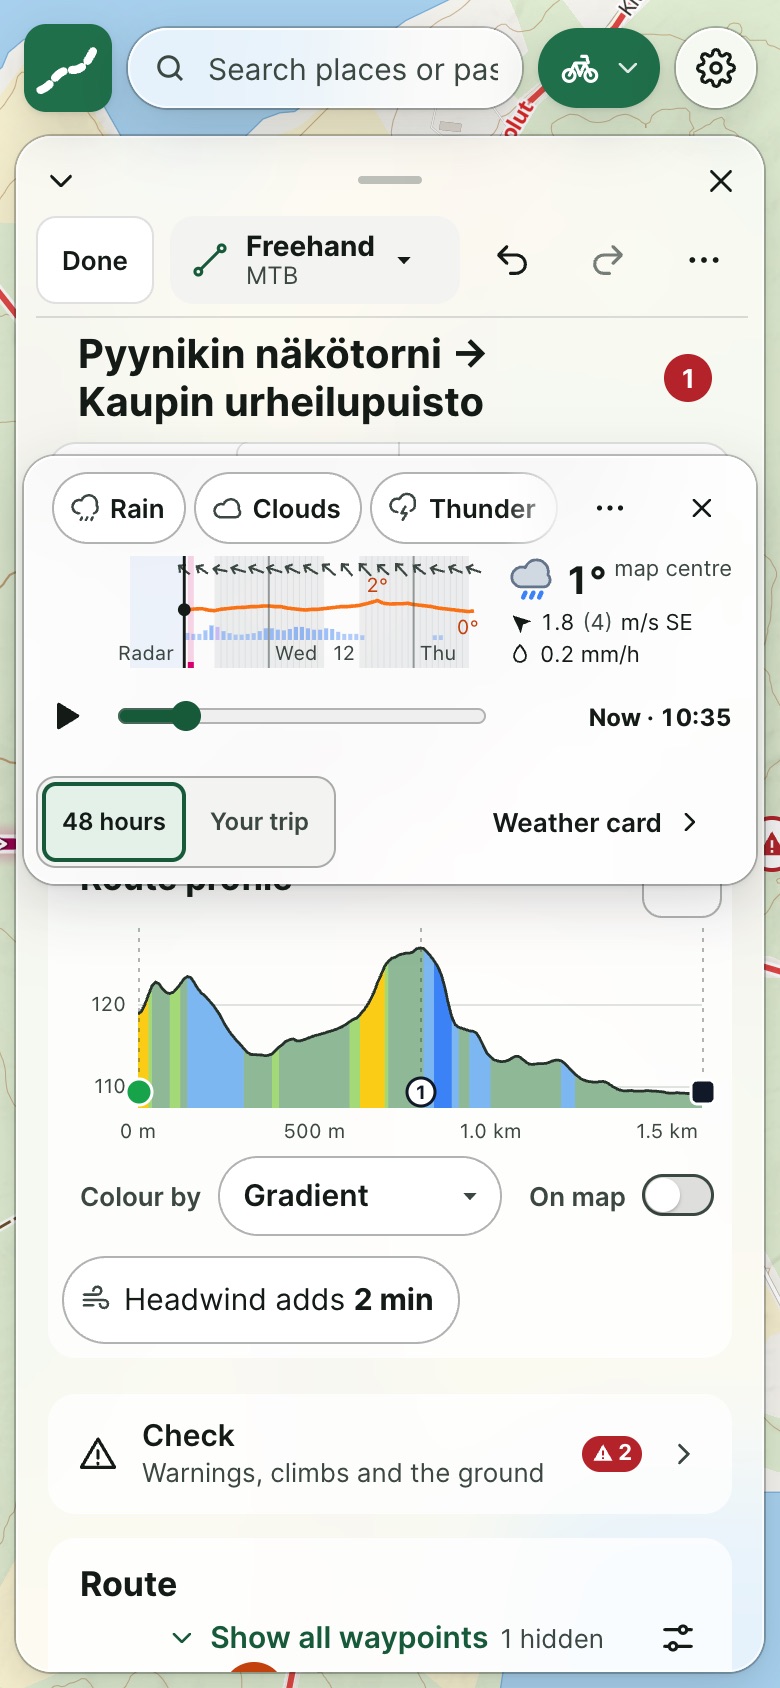 Search places or pas
olut
Done
Freehand
MTB
Pyynikin näkötorni →
Kaupin urheilupuisto
1
Rain
Clouds
Thunder
2°
0°
Radar
Wed
12
Thu
1° map centre
1.8 (4) m/s SE
0.2 mm/h
Now · 10:35
48 hours
Your trip
Weather card
Route profile
120
110
1
0 m
500 m
1.0 km
1.5 km
Colour by
Gradient
On map
Headwind adds 2 min
Check
2
Warnings, climbs and the ground
Route
Show all waypoints
1 hidden